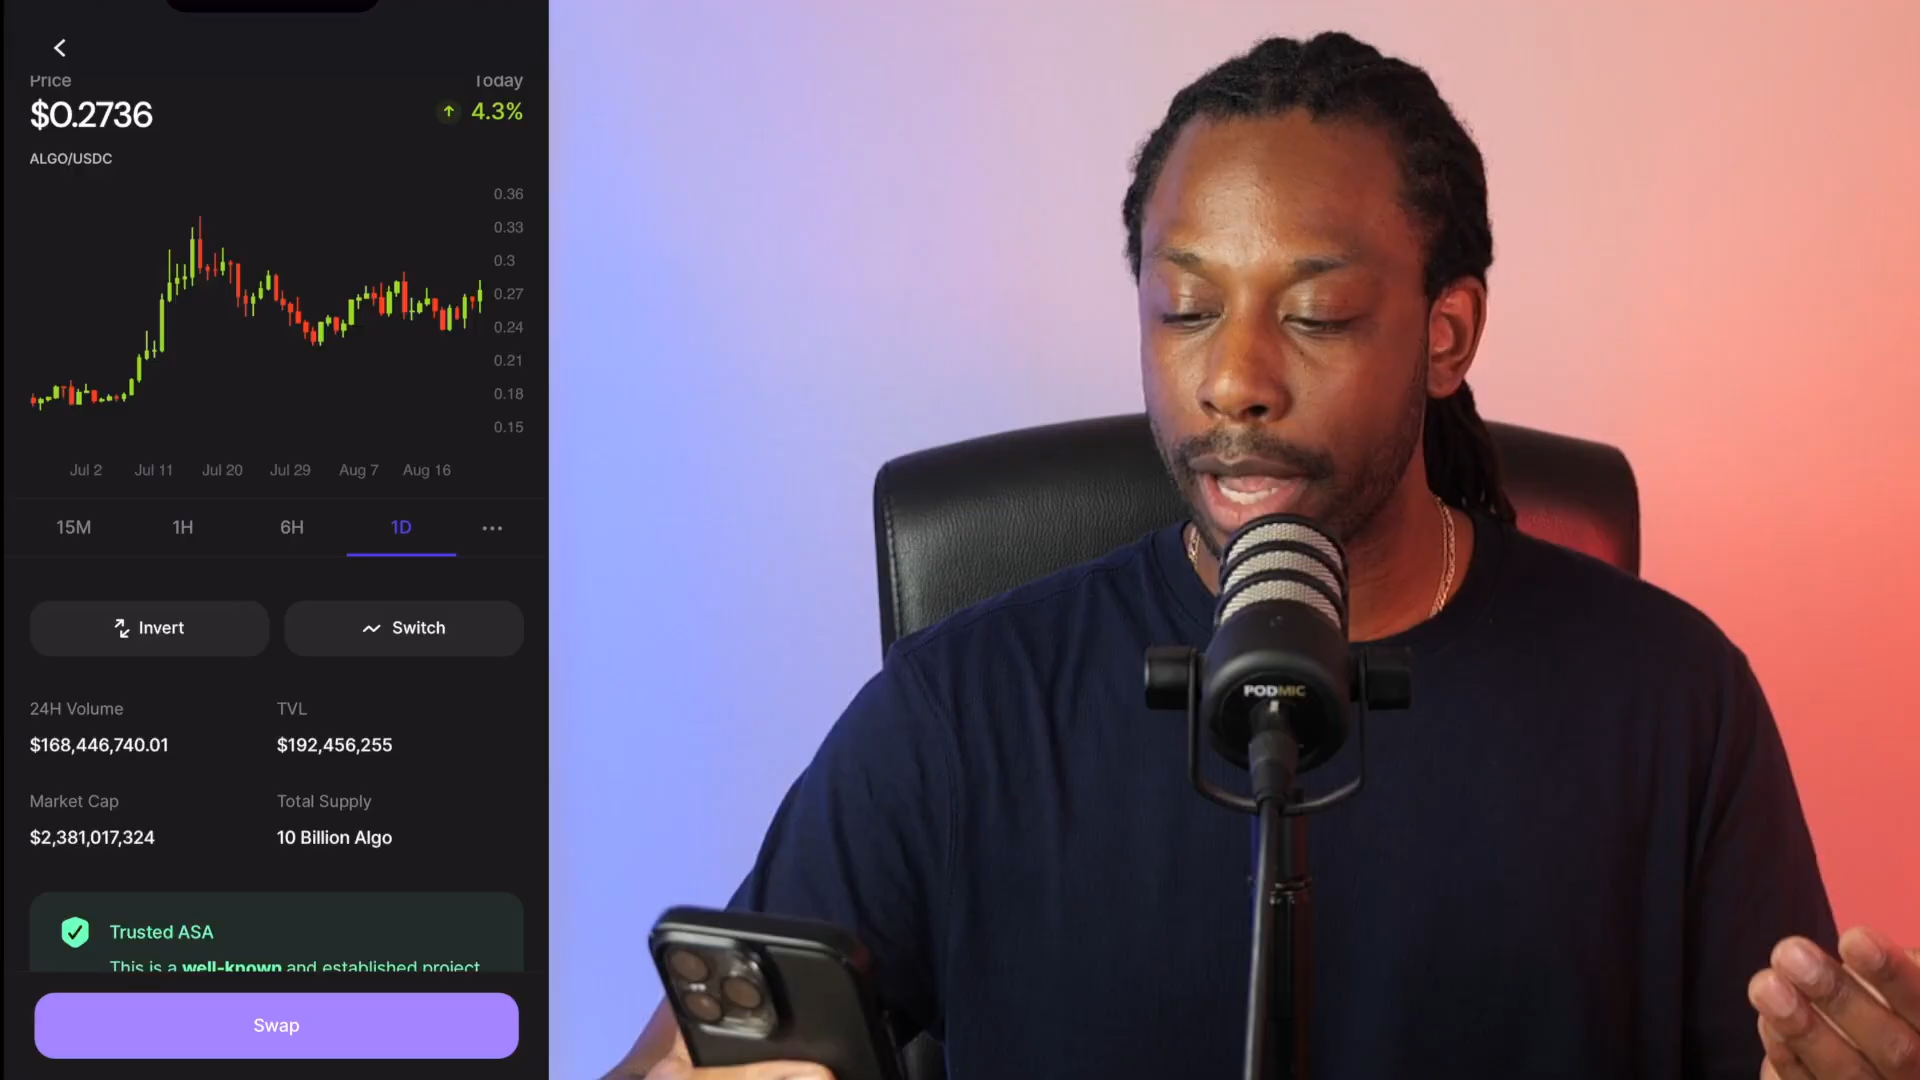 Price
Today
$0.2736
4.3%
ALGO/USDC
0.36
0.33
0.3
0.27
0.24
0.21
0.18
0.15
Jul 2
Jul 11
Jul 20
Jul 29
Aug 7
Aug 16
15M
1H
6H
1D
Invert
Switch
24H Volume
TVL
$168,446,740.01
$192,456,255
Market Cap
Total Supply
$2,381,017,324
10 Billion Algo
Trusted ASA
This is a well-known and established project
Swap
PODMIC